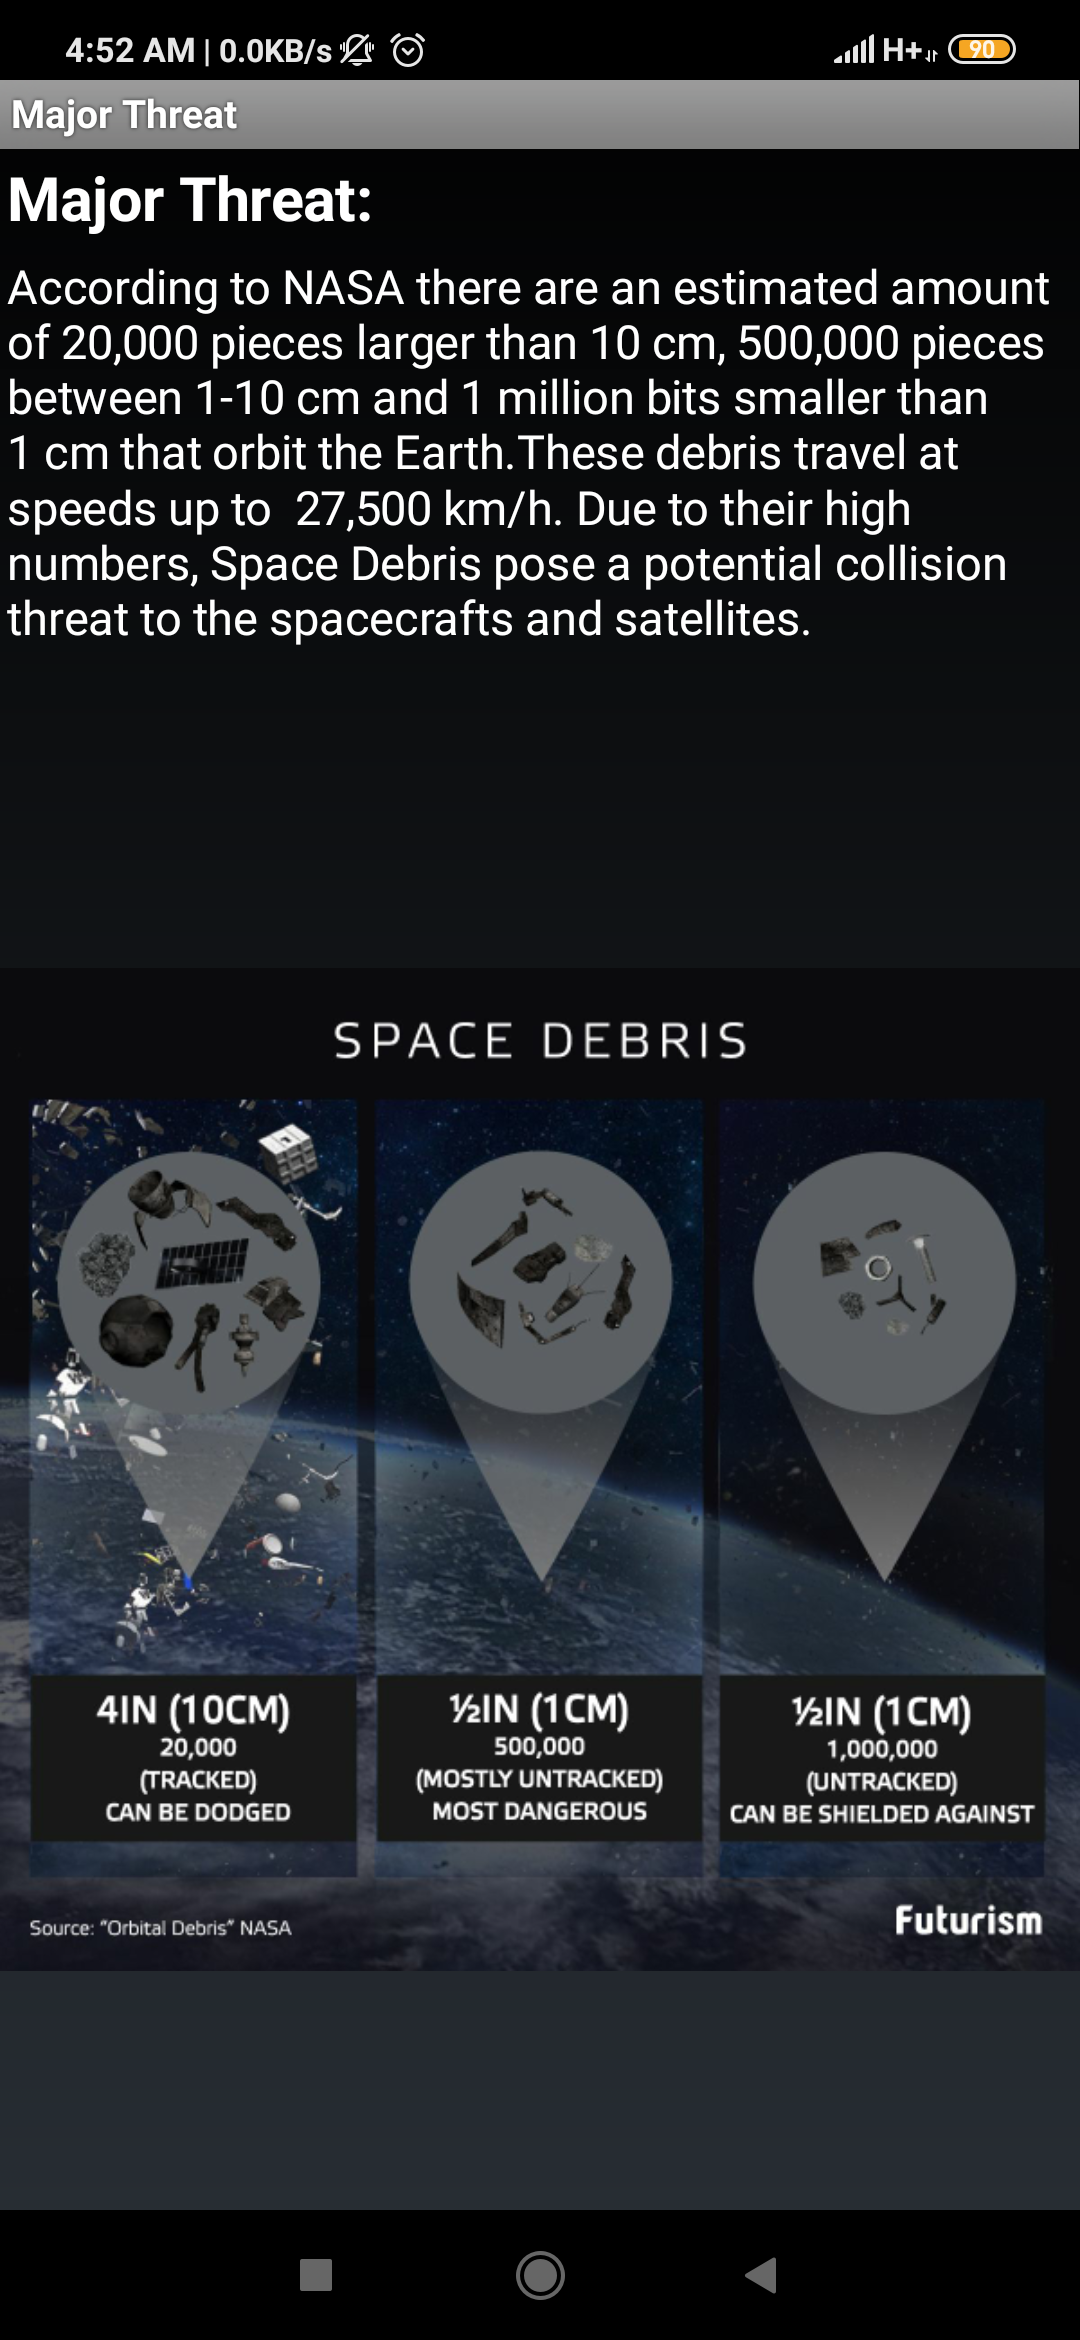 4:52 AM | 0.0KB/s H+ 90
Major Threat
Major Threat:
According to NASA there are an estimated amount
of 20,000 pieces larger than 10 cm, 500,000 pieces
between 1-10 cm and 1 million bits smaller than
1 cm that orbit the Earth.These debris travel at
speeds up to  27,500 km/h. Due to their high
numbers, Space Debris pose a potential collision
threat to the spacecrafts and satellites.
SPACE DEBRIS
4IN (10CM)
20,000
(TRACKED)
CAN BE DODGED
½IN (1CM)
500,000
(MOSTLY UNTRACKED)
MOST DANGEROUS
½IN (1CM)
1,000,000
(UNTRACKED)
CAN BE SHIELDED AGAINST
Source: "Orbital Debris" NASA
Futurism